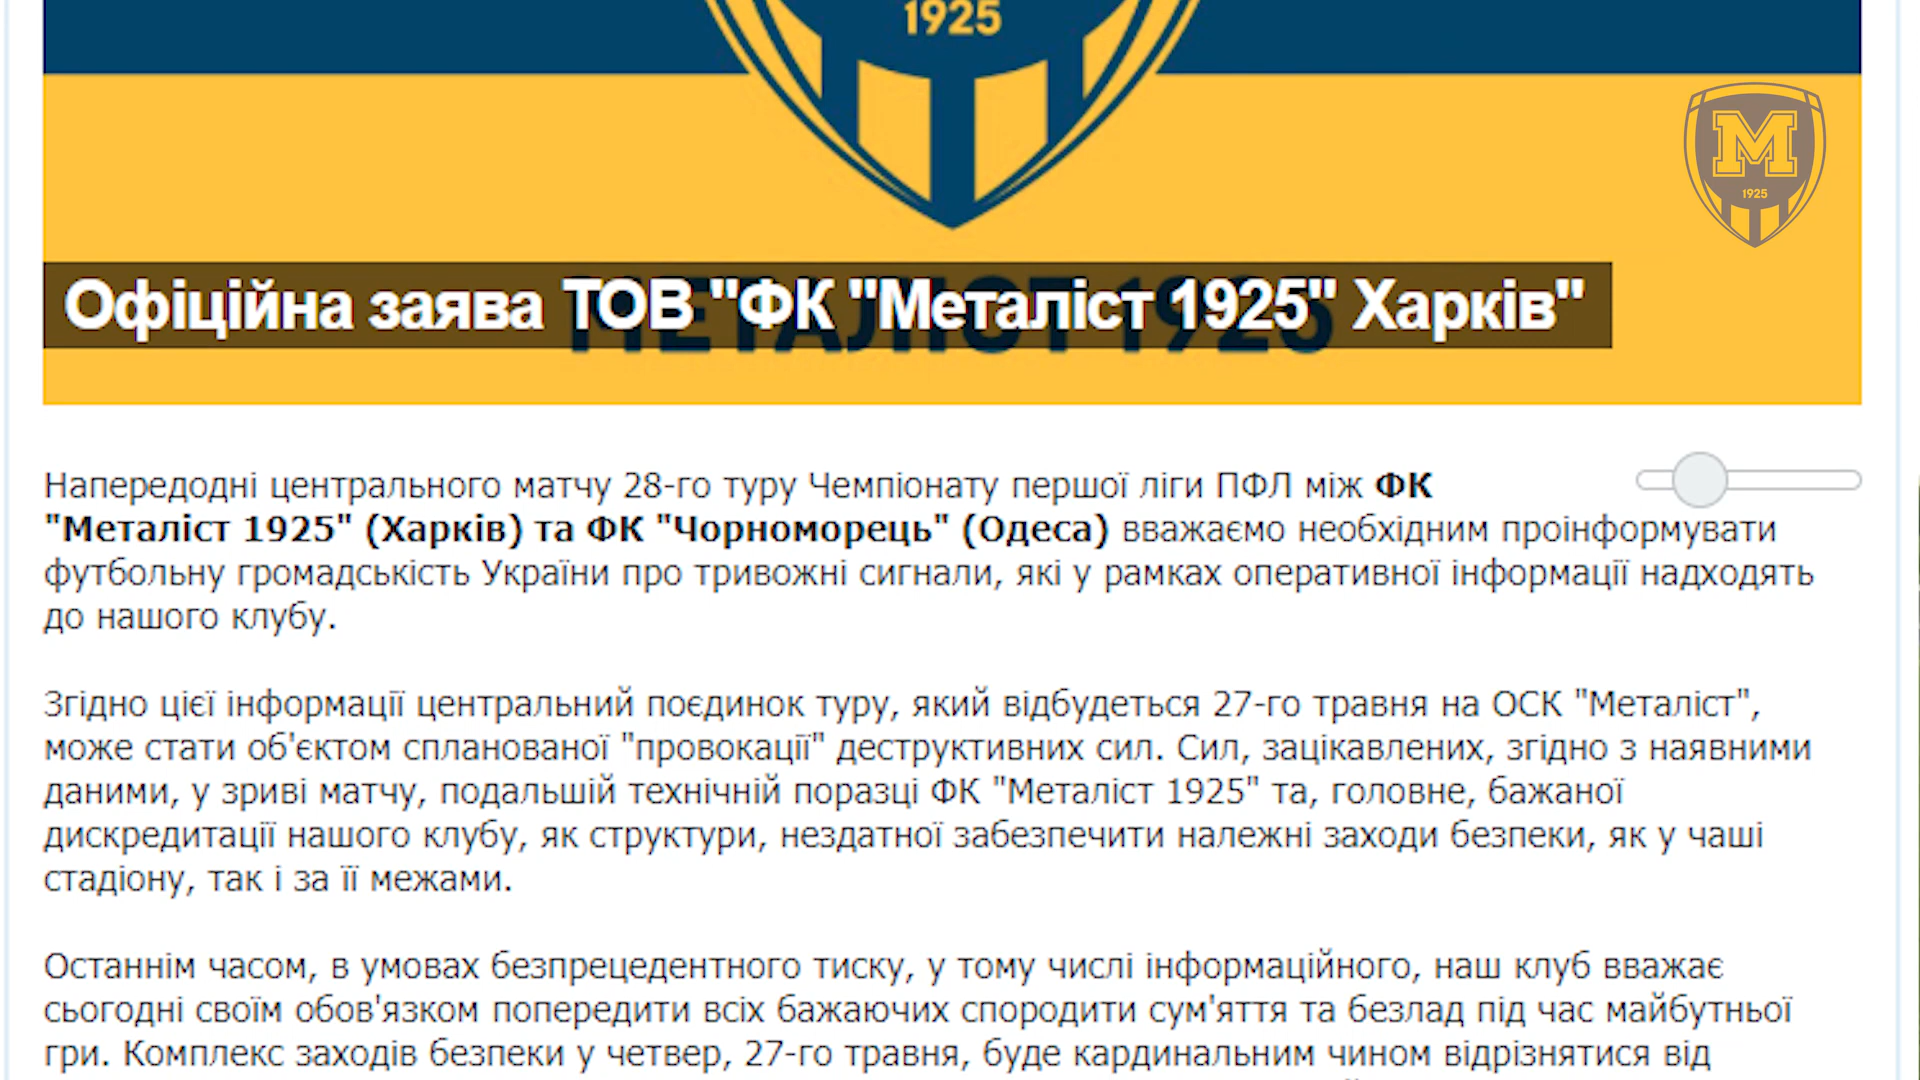 1925
M
1925
МЕТАЛІСТ 1925
Офіційна заява ТОВ "ФК "Металіст 1925" Харків"
Напередодні центрального матчу 28-го туру Чемпіонату першої ліги ПФЛ між ФК
"Металіст 1925" (Харків) та ФК "Чорноморець" (Одеса) вважаємо необхідним проінформувати
футбольну громадськість України про тривожні сигнали, які у рамках оперативної інформації надходять
до нашого клубу.
Згідно цієї інформації центральний поєдинок туру, який відбудеться 27-го травня на ОСК "Металіст",
може стати об'єктом спланованої "провокації" деструктивних сил. Сил, зацікавлених, згідно з наявними
даними, у зриві матчу, подальшій технічній поразці ФК "Металіст 1925" та, головне, бажаної
дискредитації нашого клубу, як структури, нездатної забезпечити належні заходи безпеки, як у чаші
стадіону, так і за її межами.
Останнім часом, в умовах безпрецедентного тиску, у тому числі інформаційного, наш клуб вважає
сьогодні своїм обов'язком попередити всіх бажаючих спородити сум'яття та безлад під час майбутньої
гри. Комплекс заходів безпеки у четвер, 27-го травня, буде кардинальним чином відрізнятися від